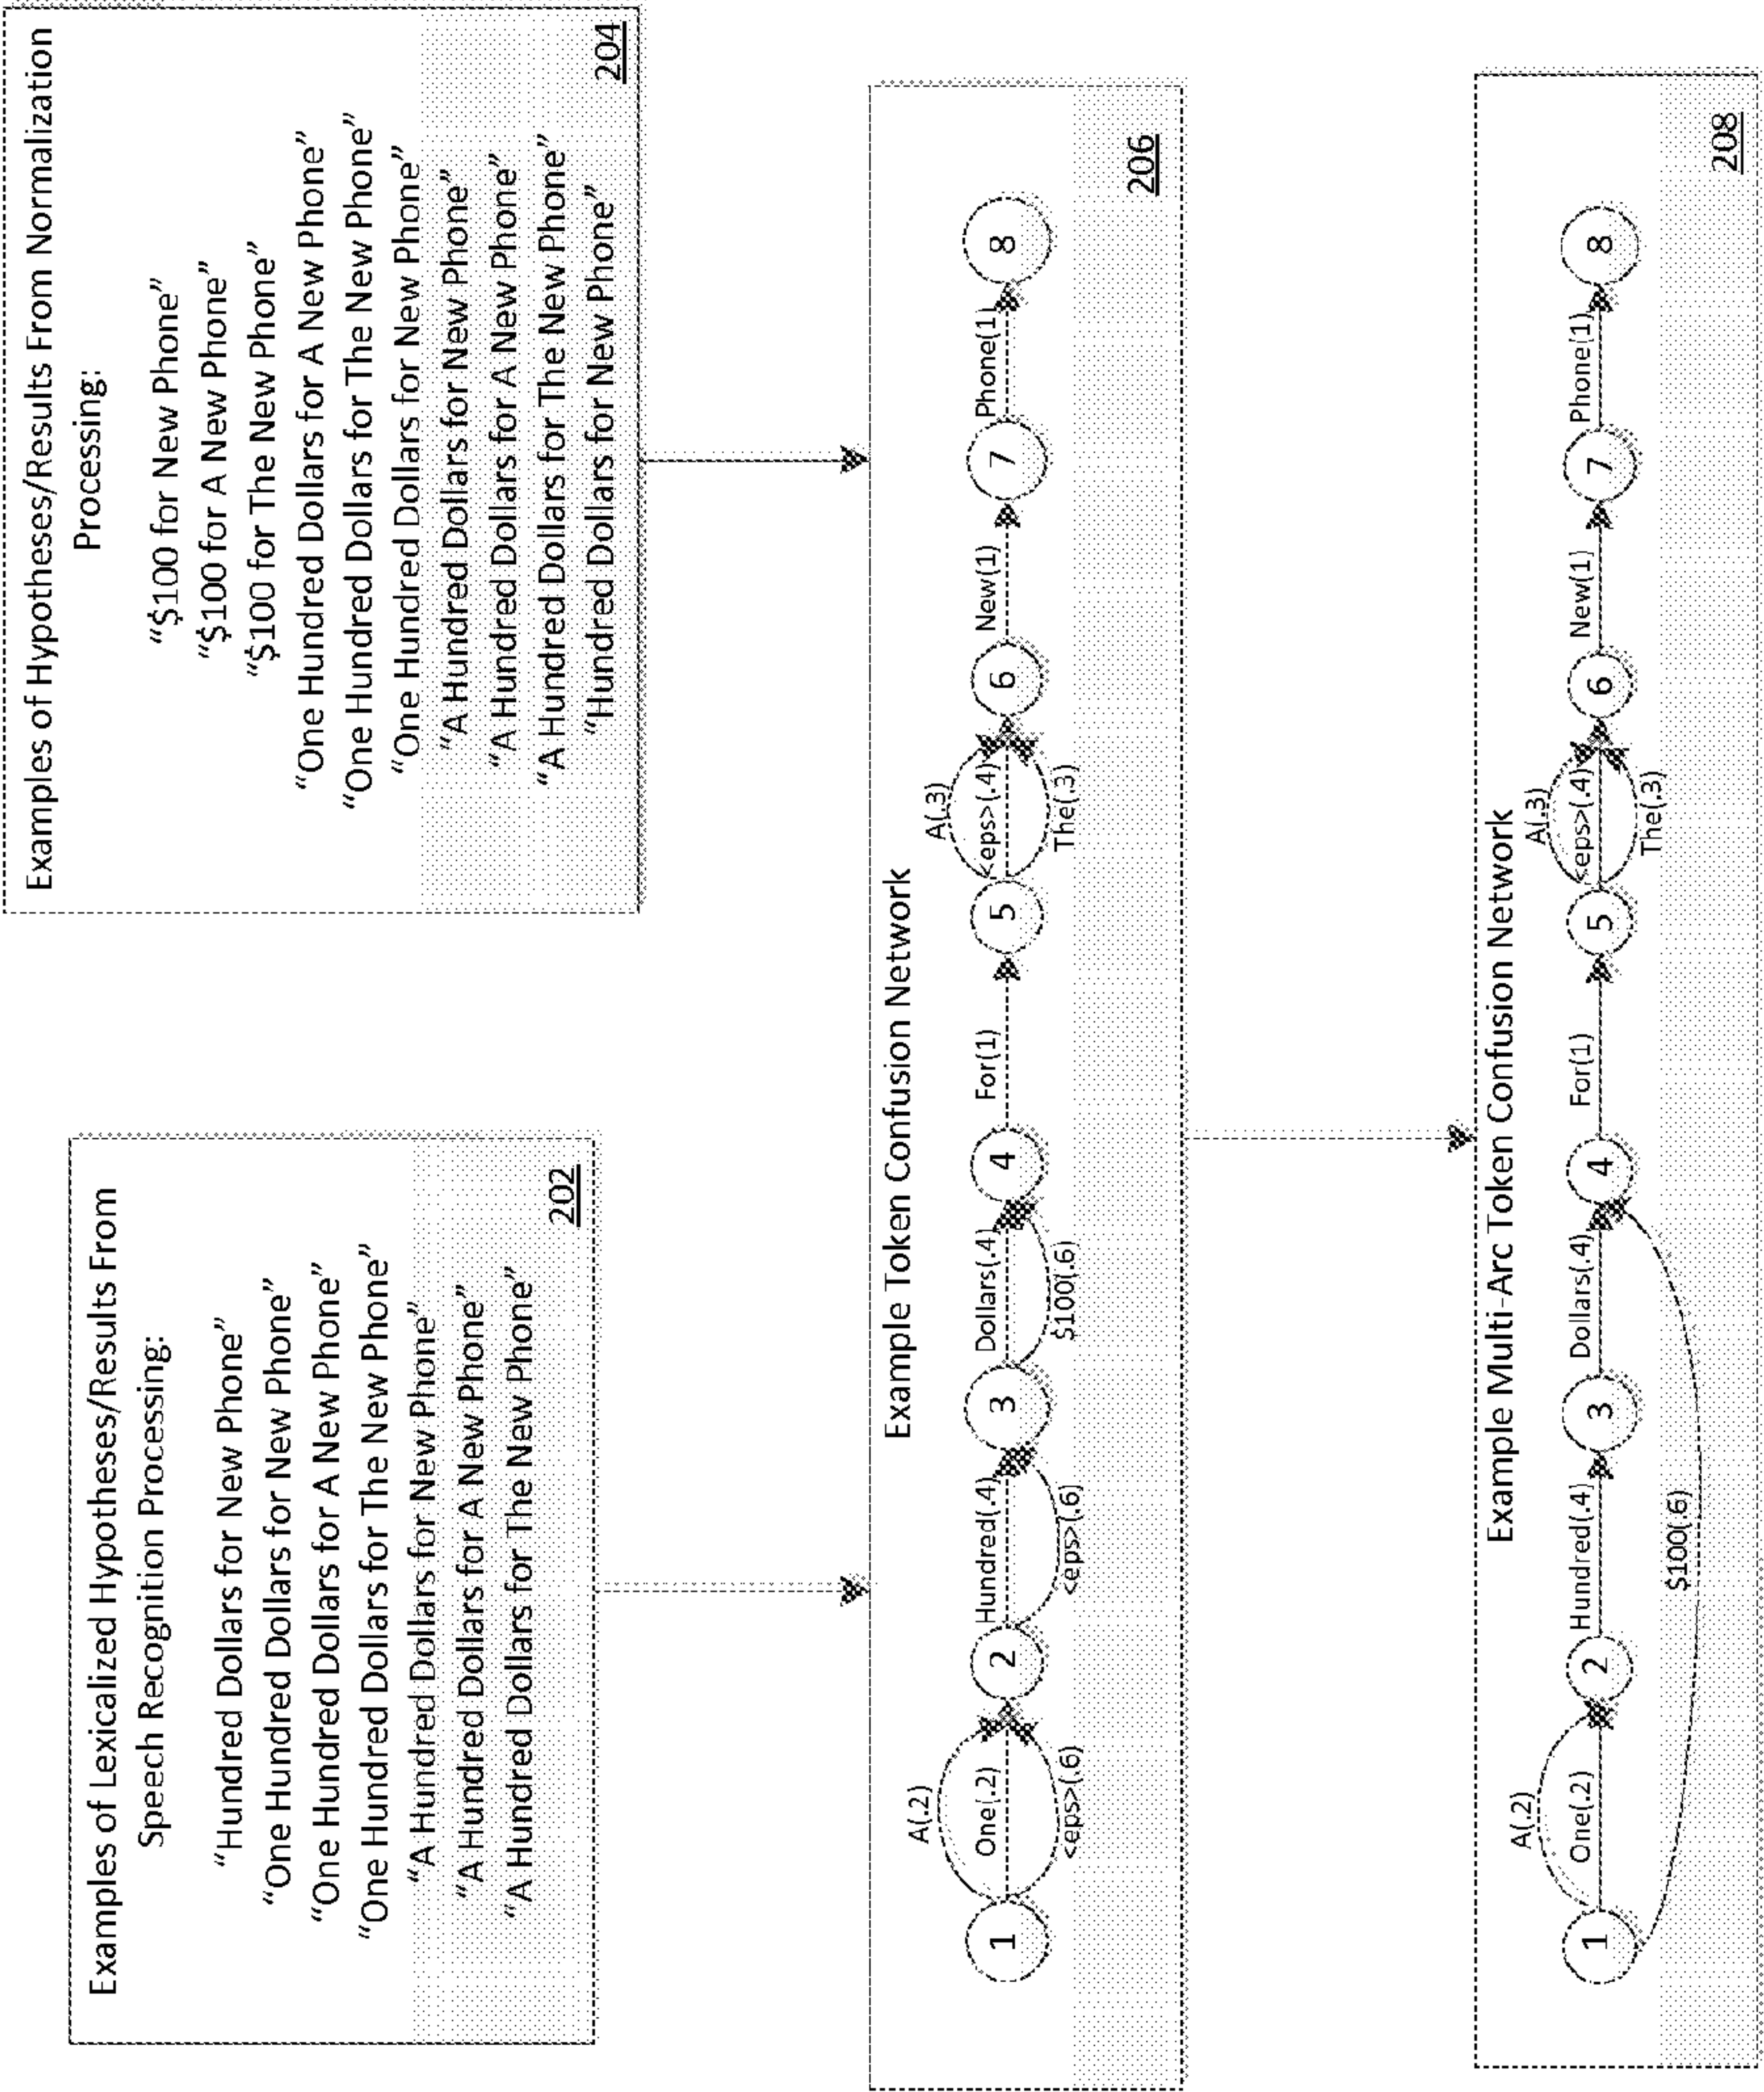 Examples of Lexicalized Hypotheses/Results From
Speech Recognition Processing:
“Hundred Dollars for New Phone”
“One Hundred Dollars for New Phone”
“One Hundred Dollars for A New Phone”
“One Hundred Dollars for The New Phone”
“A Hundred Dollars for New Phone”
“A Hundred Dollars for A New Phone”
“A Hundred Dollars for The New Phone”
202
Examples of Hypotheses/Results From Normalization
Processing:
“$100 for New Phone”
“$100 for A New Phone”
“$100 for The New Phone”
“One Hundred Dollars for A New Phone”
“One Hundred Dollars for The New Phone”
“One Hundred Dollars for New Phone”
“A Hundred Dollars for New Phone”
“A Hundred Dollars for A New Phone”
“A Hundred Dollars for The New Phone”
“Hundred Dollars for New Phone”
204
Example Token Confusion Network
A(.2) A(.3)
1 One(.2) 2 Hundred(.4) 3 Dollars(.4) 4 For(1) 5 <eps>(.4) 6 New(1) 7 Phone(1) 8
<eps>(.6) <eps>(.6) $100(.6) The(.3)
206
Example Multi-Arc Token Confusion Network
A(.2) A(.3)
1 One(.2) 2 Hundred(.4) 3 Dollars(.4) 4 For(1) 5 <eps>(.4) 6 New(1) 7 Phone(1) 8
The(.3)
$100(.6)
208